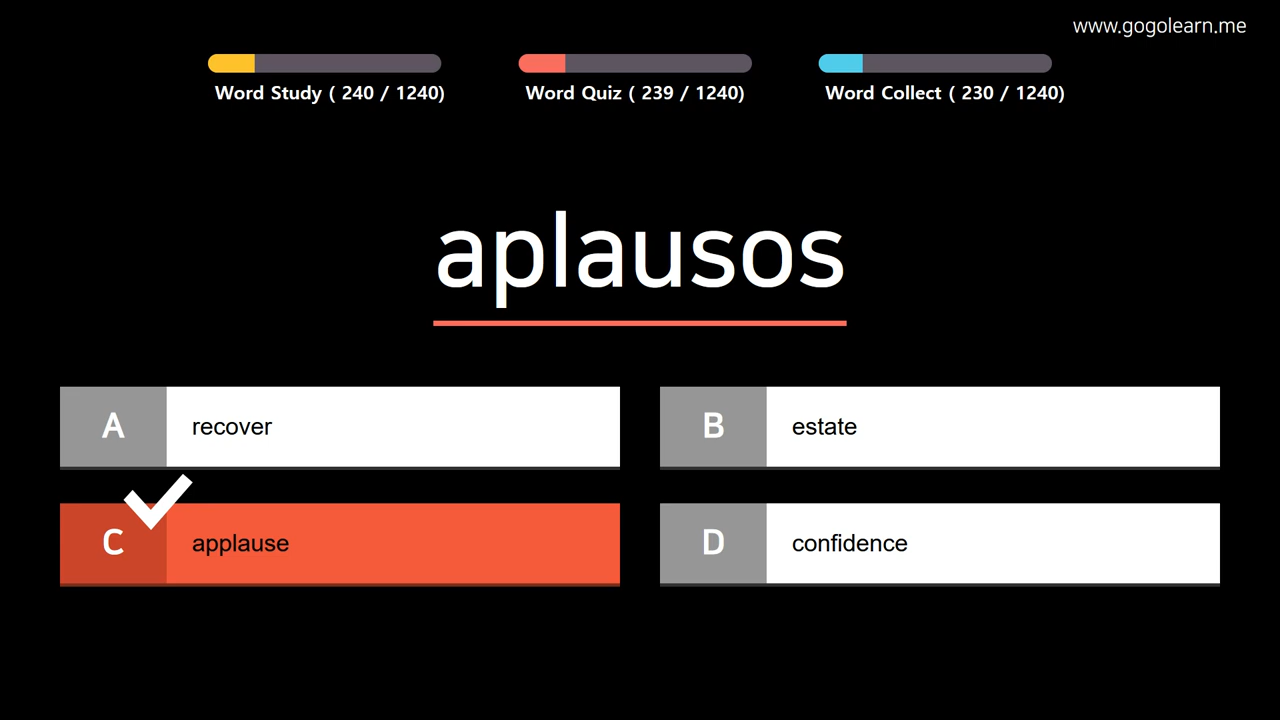 www.gogolearn.me
Word Study ( 240 / 1240)
Word Quiz ( 239 / 1240)
Word Collect ( 230 / 1240)
aplausos
A recover
B estate
C applause
D confidence